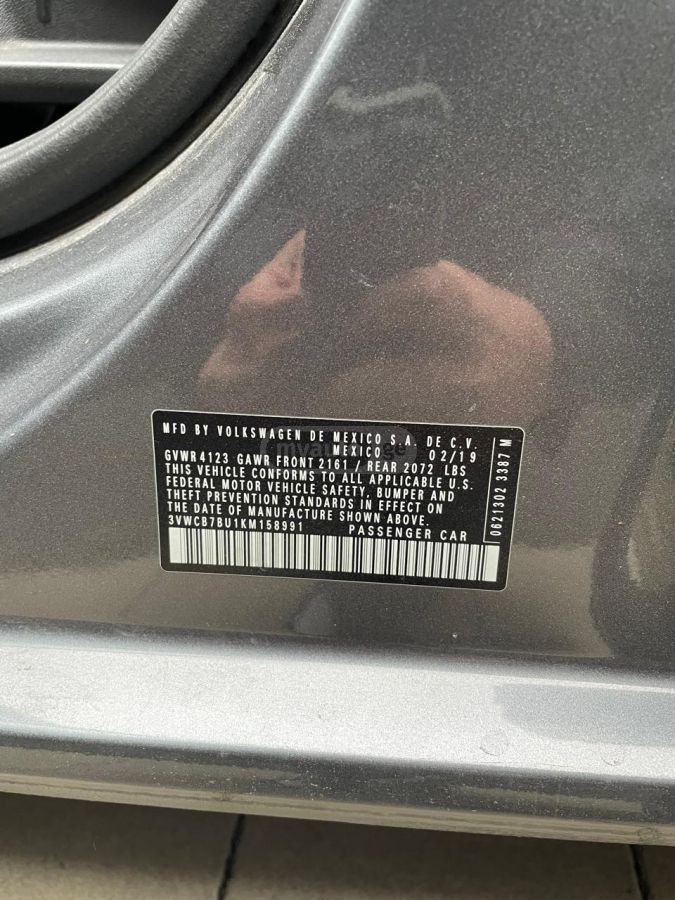 MFD BY VOLKSWAGEN DE MEXICO S.A. DE C.V.
MEXICO 02/19
GVWR 4123 GAWR FRONT 2161 / REAR 2072 LBS
THIS VEHICLE CONFORMS TO ALL APPLICABLE U.S.
FEDERAL MOTOR VEHICLE SAFETY, BUMPER AND
THEFT PREVENTION STANDARDS IN EFFECT ON
THE DATE OF MANUFACTURE SHOWN ABOVE.
3VWCB7BU1KM158991 PASSENGER CAR
0621302 3387 M